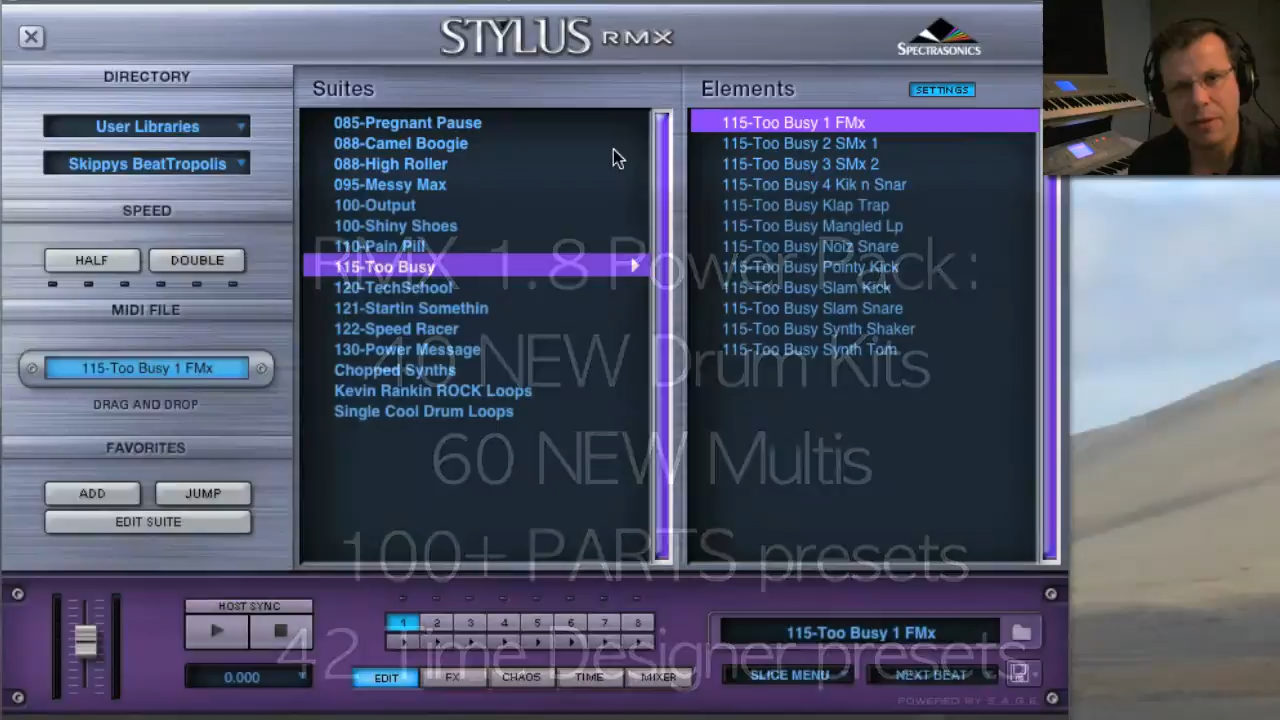 STYLUS RMX
SPECTRASONICS
DIRECTORY
User Libraries
Skippys BeatTropolis
SPEED
HALF
DOUBLE
MIDI FILE
115-Too Busy 1 FMx
DRAG AND DROP
FAVORITES
ADD
JUMP
EDIT SUITE
Suites
085-Pregnant Pause
088-Camel Boogie
088-High Roller
095-Messy Max
100-Output
100-Shiny Shoes
110-Pain Pill
115-Too Busy
120-TechSchool
121-Startin Somethin
122-Speed Racer
130-Power Message
Chopped Synths
Kevin Rankin ROCK Loops
Single Cool Drum Loops
Elements
SETTINGS
115-Too Busy 1 FMx
115-Too Busy 2 SMx 1
115-Too Busy 3 SMx 2
115-Too Busy 4 Kik n Snar
115-Too Busy Klap Trap
115-Too Busy Mangled Lp
115-Too Busy Noiz Snare
115-Too Busy Pointy Kick
115-Too Busy Slam Kick
115-Too Busy Slam Snare
115-Too Busy Synth Shaker
115-Too Busy Synth Tom
RMX 1.8 Power Pack:
40 NEW Drum Kits
60 NEW Multis
100+ PARTS presets
42 Time Designer presets
HOST SYNC
0.000
1 2 3 4 5 6 7 8
EDIT
FX
CHAOS
TIME
MIXER
115-Too Busy 1 FMx
SLICE MENU
NEXT BEAT
POWERED BY S.A.G.E.